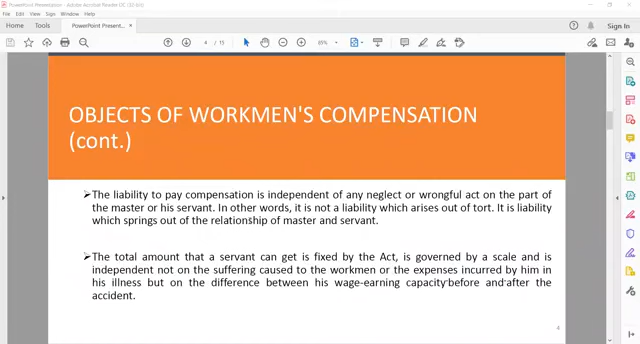 PowerPoint Presentation - Adobe Acrobat Reader DC (32-bit)
File Edit View Sign Window Help
Home Tools PowerPoint Present... × Sign In
4 / 15 65%
OBJECTS OF WORKMEN'S COMPENSATION
(cont.)
➤The liability to pay compensation is independent of any neglect or wrongful act on the part of
the master or his servant. In other words, it is not a liability which arises out of tort. It is liability
which springs out of the relationship of master and servant.
➤The total amount that a servant can get is fixed by the Act, is governed by a scale and is
independent not on the suffering caused to the workmen or the expenses incurred by him in
his illness but on the difference between his wage-earning capacity before and after the
accident.
4